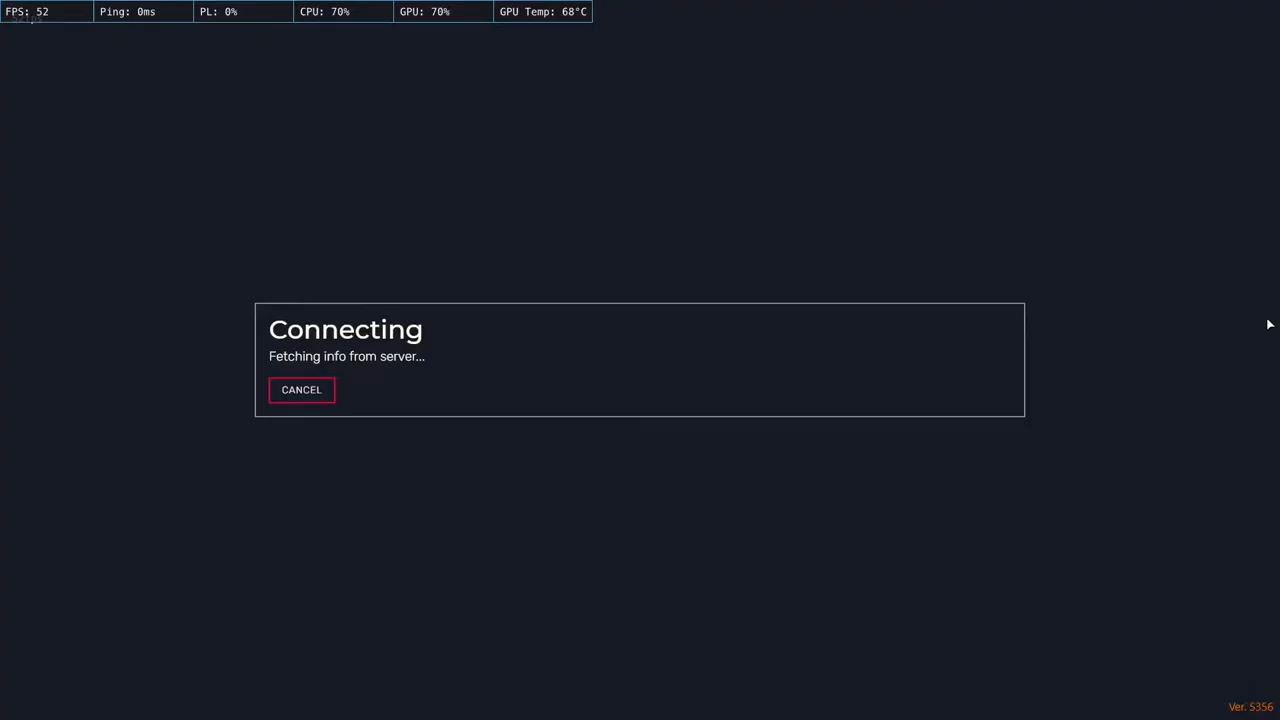 FPS: 52 Ping: 0ms PL: 0% CPU: 70% GPU: 70% GPU Temp: 68°C
Connecting
Fetching info from server...
CANCEL
Ver. 5356